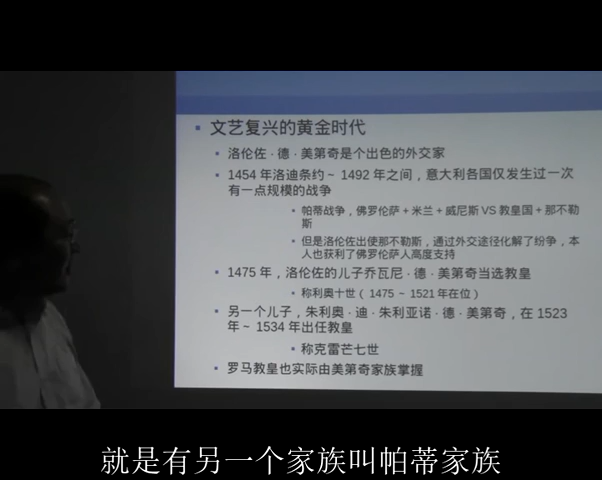 文艺复兴的黄金时代
洛伦佐·德·美第奇是个出色的外交家
1454 年洛迪条约~ 1492 年之间，意大利各国仅发生过一次
有一点规模的战争
帕蒂战争，佛罗伦萨 + 米兰 + 威尼斯 VS 教皇国 + 那不勒
斯
但是洛伦佐出使那不勒斯，通过外交途径化解了纷争，本
人也获利了佛罗伦萨人高度支持
1475 年，洛伦佐的儿子乔瓦尼·德·美第奇当选教皇
称利奥十世（ 1475 ~ 1521 年在位）
另一个儿子，朱利奥·迪·朱利亚诺·德·美第奇，在 1523
年~ 1534 年出任教皇
称克雷芒七世
罗马教皇也实际由美第奇家族掌握
就是有另一个家族叫帕蒂家族